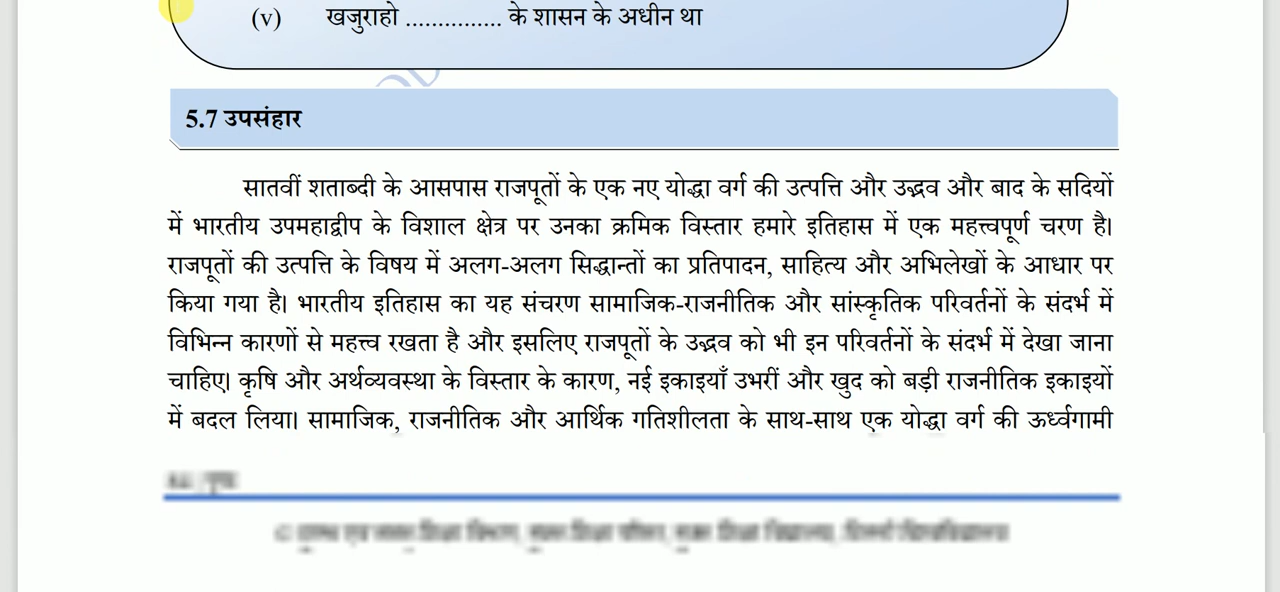 (v) खजुराहो ............... के शासन के अधीन था
5.7 उपसंहार
सातवीं शताब्दी के आसपास राजपूतों के एक नए योद्धा वर्ग की उत्पत्ति और उद्भव और बाद के सदियों
में भारतीय उपमहाद्वीप के विशाल क्षेत्र पर उनका क्रमिक विस्तार हमारे इतिहास में एक महत्त्वपूर्ण चरण है।
राजपूतों की उत्पत्ति के विषय में अलग-अलग सिद्धान्तों का प्रतिपादन, साहित्य और अभिलेखों के आधार पर
किया गया है। भारतीय इतिहास का यह संचरण सामाजिक-राजनीतिक और सांस्कृतिक परिवर्तनों के संदर्भ में
विभिन्न कारणों से महत्त्व रखता है और इसलिए राजपूतों के उद्भव को भी इन परिवर्तनों के संदर्भ में देखा जाना
चाहिए। कृषि और अर्थव्यवस्था के विस्तार के कारण, नई इकाइयाँ उभरीं और खुद को बड़ी राजनीतिक इकाइयों
में बदल लिया। सामाजिक, राजनीतिक और आर्थिक गतिशीलता के साथ-साथ एक योद्धा वर्ग की ऊर्ध्वगामी